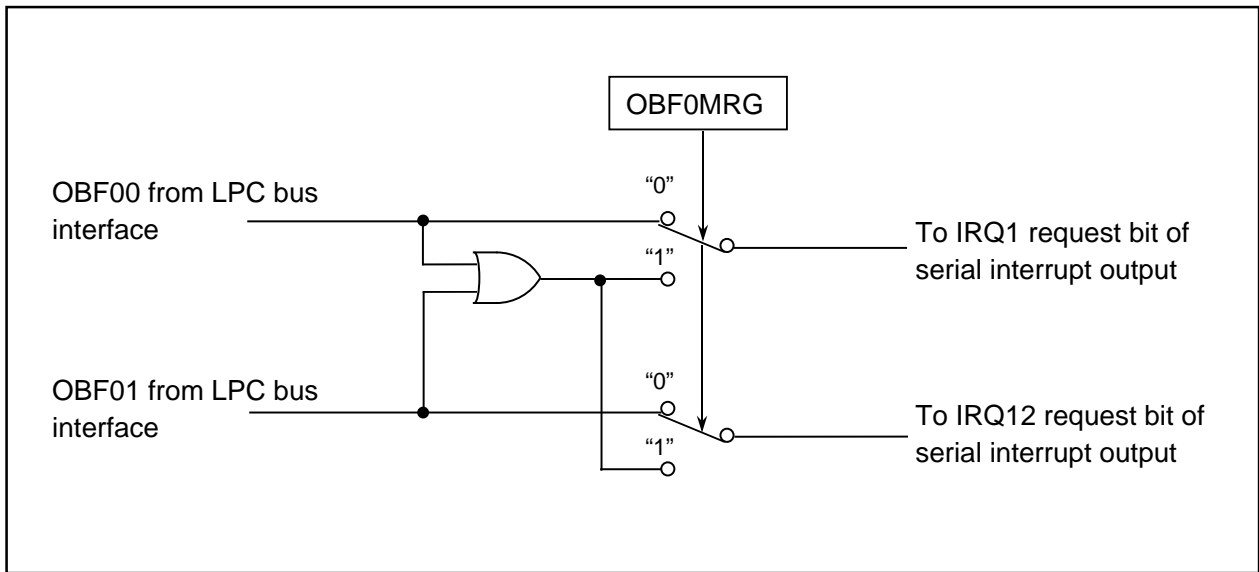 OBF0MRG
OBF00 from LPC bus
interface
“0”
“1”
To IRQ1 request bit of
serial interrupt output
OBF01 from LPC bus
interface
“0”
“1”
To IRQ12 request bit of
serial interrupt output